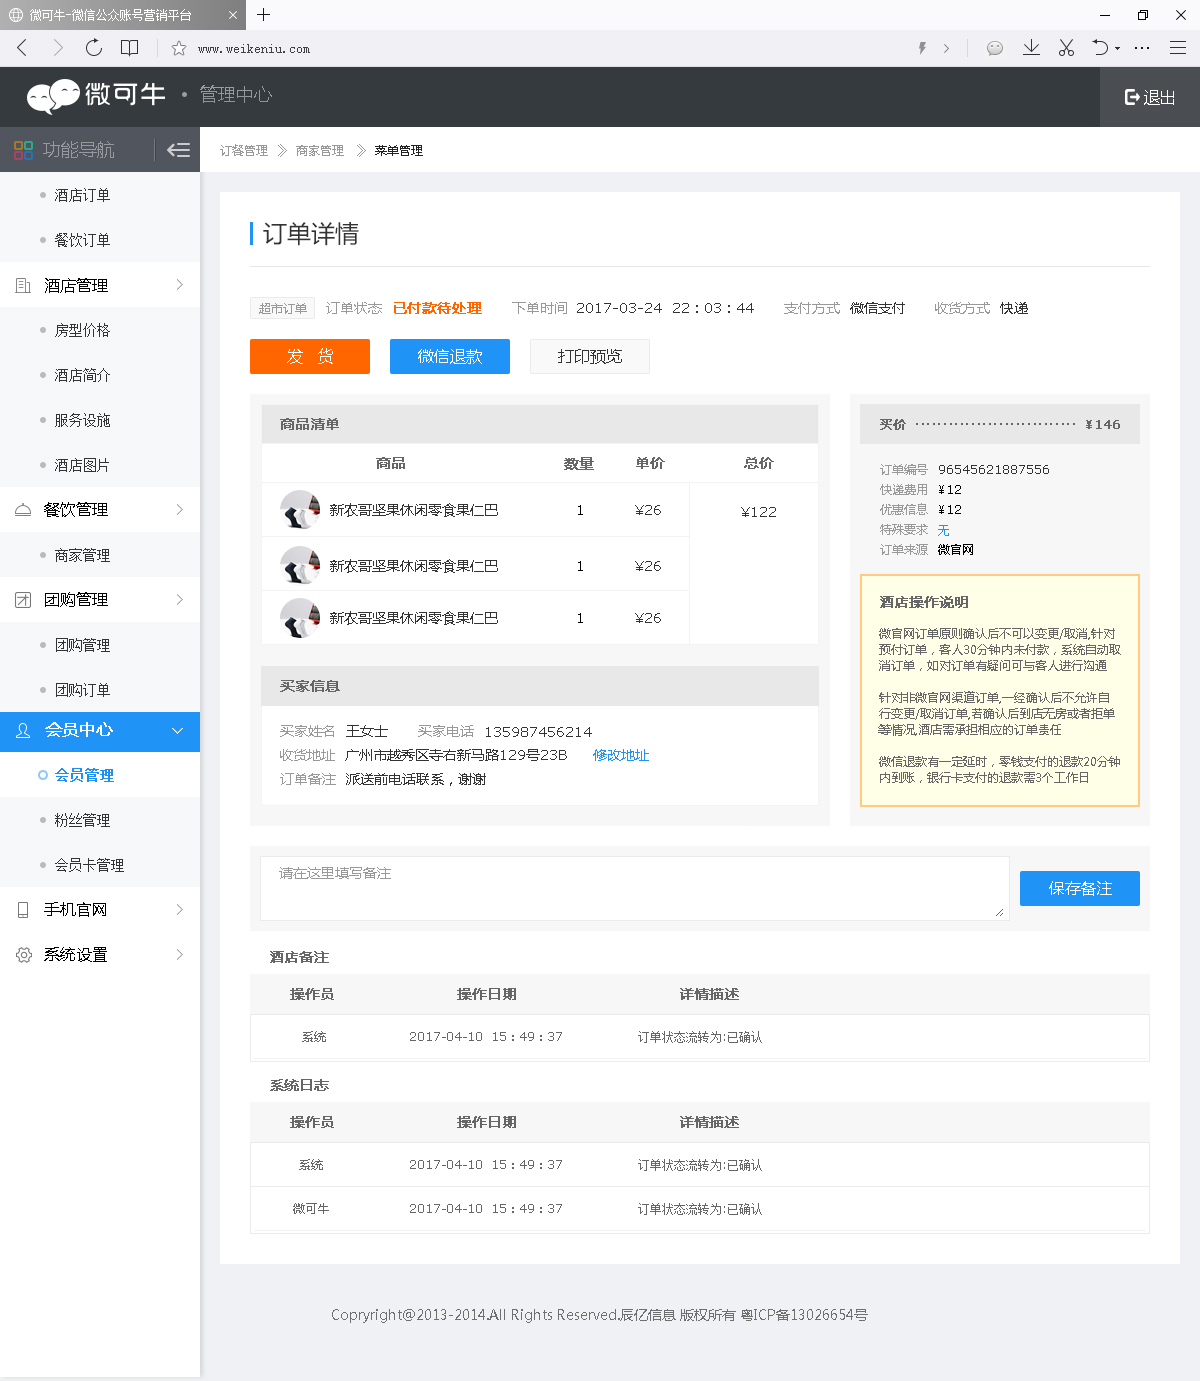 微可牛-微信公众账号营销平台
www.weikeniu.com
微可牛 · 管理中心
退出
功能导航
订餐管理 商家管理 菜单管理
酒店订单
餐饮订单
酒店管理
房型价格
酒店简介
服务设施
酒店图片
餐饮管理
商家管理
团购管理
团购管理
团购订单
会员中心
会员管理
粉丝管理
会员卡管理
手机官网
系统设置
订单详情
超市订单 订单状态 已付款待处理 下单时间 2017-03-24 22：03：44 支付方式 微信支付 收货方式 快递
发 货 微信退款 打印预览
商品清单
商品 数量 单价 总价
新农哥坚果休闲零食果仁巴 1 ¥26 ¥122
新农哥坚果休闲零食果仁巴 1 ¥26
新农哥坚果休闲零食果仁巴 1 ¥26
买家信息
买家姓名 王女士 买家电话 135987456214
收货地址 广州市越秀区寺右新马路129号23B 修改地址
订单备注 派送前电话联系，谢谢
买价 ··························· ¥146
订单编号 96545621887556
快递费用 ¥12
优惠信息 ¥12
特殊要求 无
订单来源 微官网
酒店操作说明
微官网订单原则确认后不可以变更/取消,针对
预付订单，客人30分钟内未付款，系统自动取
消订单，如对订单有疑问可与客人进行沟通
针对非微官网渠道订单,一经确认后不允许自
行变更/取消订单,若确认后到店无房或者拒单
等情况,酒店需承担相应的订单责任
微信退款有一定延时，零钱支付的退款20分钟
内到账，银行卡支付的退款需3个工作日
请在这里填写备注
保存备注
酒店备注
操作员 操作日期 详情描述
系统 2017-04-10 15：49：37 订单状态流转为:已确认
系统日志
操作员 操作日期 详情描述
系统 2017-04-10 15：49：37 订单状态流转为:已确认
微可牛 2017-04-10 15：49：37 订单状态流转为:已确认
Copryright@2013-2014.All Rights Reserved.辰亿信息 版权所有 粤ICP备13026654号